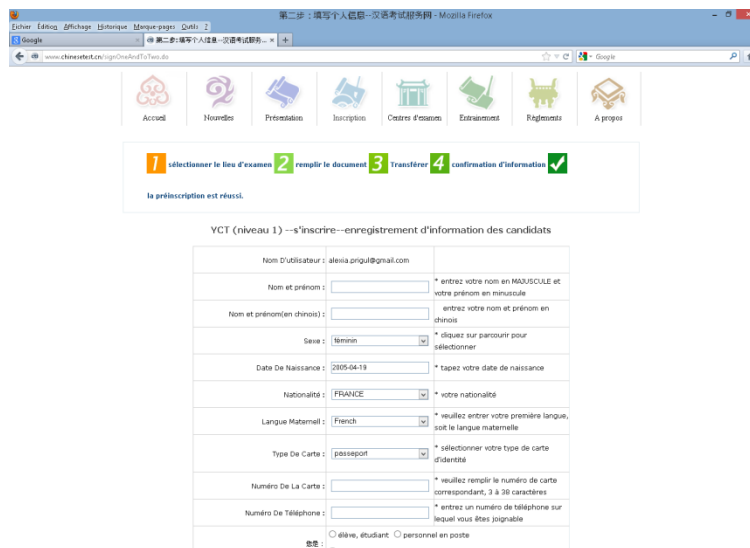 第二步：填写个人信息--汉语考试服务网 - Mozilla Firefox
Fichier Édition Affichage Historique Marque-pages Outils ?
Google
第二步:填写个人信息--汉语考试服务... × +
www.chinesetest.cn/signOneAndToTwo.do
Google
Accueil Nouvelles Présentation Inscription Centres d'examen Entrainement Règlements A propos
1 sélectionner le lieu d'examen 2 remplir le document 3 Transférer 4 confirmation d'information
la préinscription est réussi.
YCT (niveau 1) --s'inscrire--enregistrement d'information des candidats
Nom D'utilisateur : alexia.prigul@gmail.com
Nom et prénom : * entrez votre nom en MAJUSCULE et
votre prénom en minuscule
Nom et prénom(en chinois) : entrez votre nom et prénom en
chinois
Sexe : féminin * cliquez sur parcourir pour
sélectionner
Date De Naissance : 2005-04-19 * tapez votre date de naissance
Nationalité : FRANCE * votre nationalité
Langue Maternell : French * veuillez entrer votre première langue,
soit le langue maternelle
Type De Carte : passeport * sélectionner votre type de carte
d'identité
Numéro De La Carte : * veuillez remplir le numéro de carte
correspondant, 3 à 38 caractères
Numéro De Téléphone : * entrez un numéro de téléphone sur
lequel vous êtes joignable
您是 : élève, étudiant personnel en poste